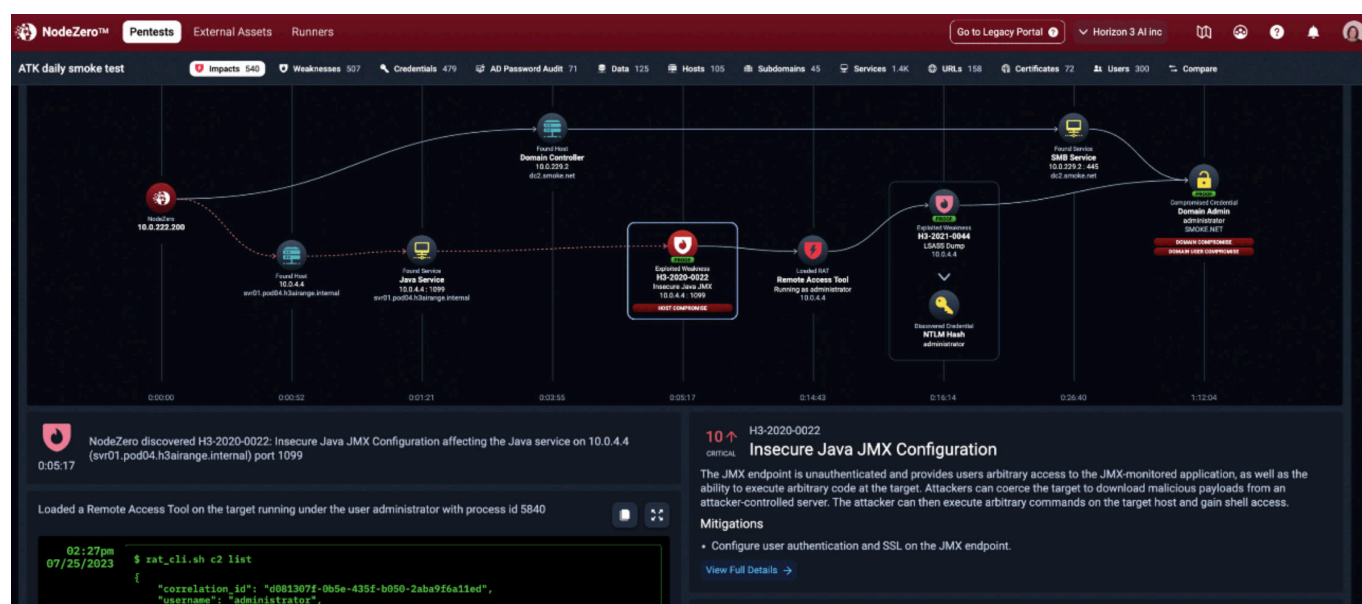 NodeZero™ Pentests External Assets Runners Go to Legacy Portal ? Horizon 3 AI inc ?
ATK daily smoke test Impacts 540 Weaknesses 507 Credentials 479 AD Password Audit 71 Data 125 Hosts 105 Subdomains 45 Services 1.4K URLs 158 Certificates 72 Users 300 Compare
NodeZero
10.0.222.200
Found Host
10.0.4.4
svr01.pod04.h3airange.internal
Found Service
Java Service
10.0.4.4 : 1099
svr01.pod04.h3airange.internal
Found Host
Domain Controller
10.0.229.2
dc2.smoke.net
PROOF
Exploited Weakness
H3-2020-0022
Insecure Java JMX
10.0.4.4 : 1099
HOST COMPROMISE
Loaded RAT
Remote Access Tool
Running as administrator
10.0.4.4
PROOF
Exploited Weakness
H3-2021-0044
LSASS Dump
10.0.4.4
Discovered Credential
NTLM Hash
administrator
Found Service
SMB Service
10.0.229.2 : 445
dc2.smoke.net
PROOF
Compromised Credential
Domain Admin
administrator
SMOKE.NET
DOMAIN COMPROMISE
DOMAIN USER COMPROMISE
0:00:00 0:00:52 0:01:21 0:03:55 0:05:17 0:14:43 0:16:14 0:26:40 1:12:04
0:05:17
NodeZero discovered H3-2020-0022: Insecure Java JMX Configuration affecting the Java service on 10.0.4.4
(svr01.pod04.h3airange.internal) port 1099
Loaded a Remote Access Tool on the target running under the user administrator with process id 5840
02:27pm
07/25/2023
$ rat_cli.sh c2 list
{
"correlation_id": "d081307f-0b5e-435f-b050-2aba9f6a11ed",
"username": "administrator",
10
CRITICAL
H3-2020-0022
Insecure Java JMX Configuration
The JMX endpoint is unauthenticated and provides users arbitrary access to the JMX-monitored application, as well as the
ability to execute arbitrary code at the target. Attackers can coerce the target to download malicious payloads from an
attacker-controlled server. The attacker can then execute arbitrary commands on the target host and gain shell access.
Mitigations
• Configure user authentication and SSL on the JMX endpoint.
View Full Details →